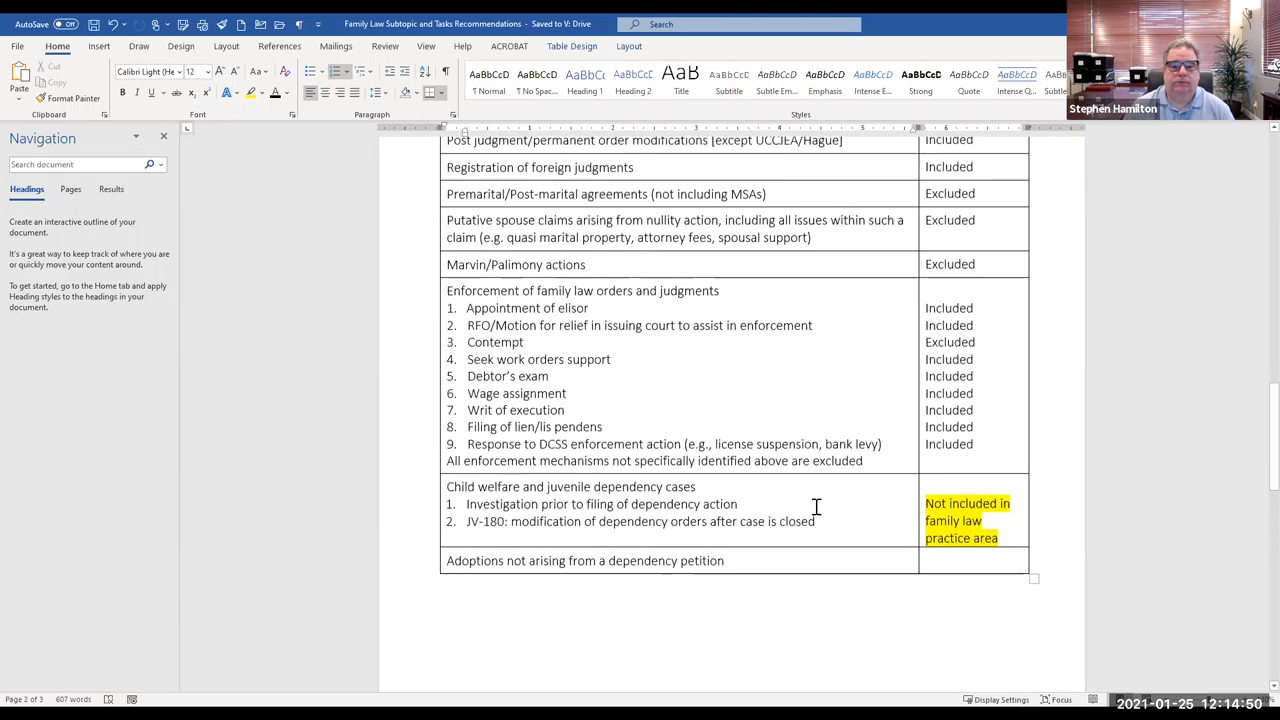 AutoSave Off
Family Law Subtopic and Tasks Recommendations - Saved to V: Drive
Search
File Home Insert Draw Design Layout References Mailings Review View Help ACROBAT Table Design Layout
Paste
Cut
Copy
Format Painter
Clipboard
Calibri Light (He 12
Font
Paragraph
AaBbCcD AaBbCcD AaBbCc AaBbCcD AaB AaBbCcD AaBbCcD AaBbCcD AaBbCcD AaBbCcD AaBbCcD AaBbCcD
¶ Normal ¶ No Spac... Heading 1 Heading 2 Title Subtitle Subtle Em... Emphasis Intense E... Strong Quote Intense Q...
Styles
Stephen Hamilton
Navigation
Search document
Headings Pages Results
Create an interactive outline of your
document.
It's a great way to keep track of where you are
or quickly move your content around.
To get started, go to the Home tab and apply
Heading styles to the headings in your
document.
Post judgment/permanent order modifications [except UCCJEA/Hague] Included
Registration of foreign judgments Included
Premarital/Post-marital agreements (not including MSAs) Excluded
Putative spouse claims arising from nullity action, including all issues within such a Excluded
claim (e.g. quasi marital property, attorney fees, spousal support)
Marvin/Palimony actions Excluded
Enforcement of family law orders and judgments
1. Appointment of elisor Included
2. RFO/Motion for relief in issuing court to assist in enforcement Included
3. Contempt Excluded
4. Seek work orders support Included
5. Debtor's exam Included
6. Wage assignment Included
7. Writ of execution Included
8. Filing of lien/lis pendens Included
9. Response to DCSS enforcement action (e.g., license suspension, bank levy) Included
All enforcement mechanisms not specifically identified above are excluded
Child welfare and juvenile dependency cases
1. Investigation prior to filing of dependency action Not included in
2. JV-180: modification of dependency orders after case is closed family law
practice area
Adoptions not arising from a dependency petition
Page 2 of 3 607 words
Display Settings Focus
2021-01-25 12:14:50